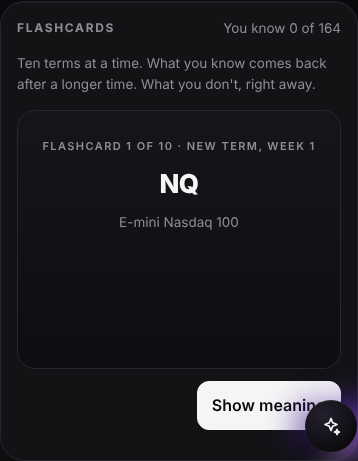 FLASHCARDS
You know 0 of 164
Ten terms at a time. What you know comes back
after a longer time. What you don't, right away.
FLASHCARD 1 OF 10 · NEW TERM, WEEK 1
NQ
E-mini Nasdaq 100
Show meanin